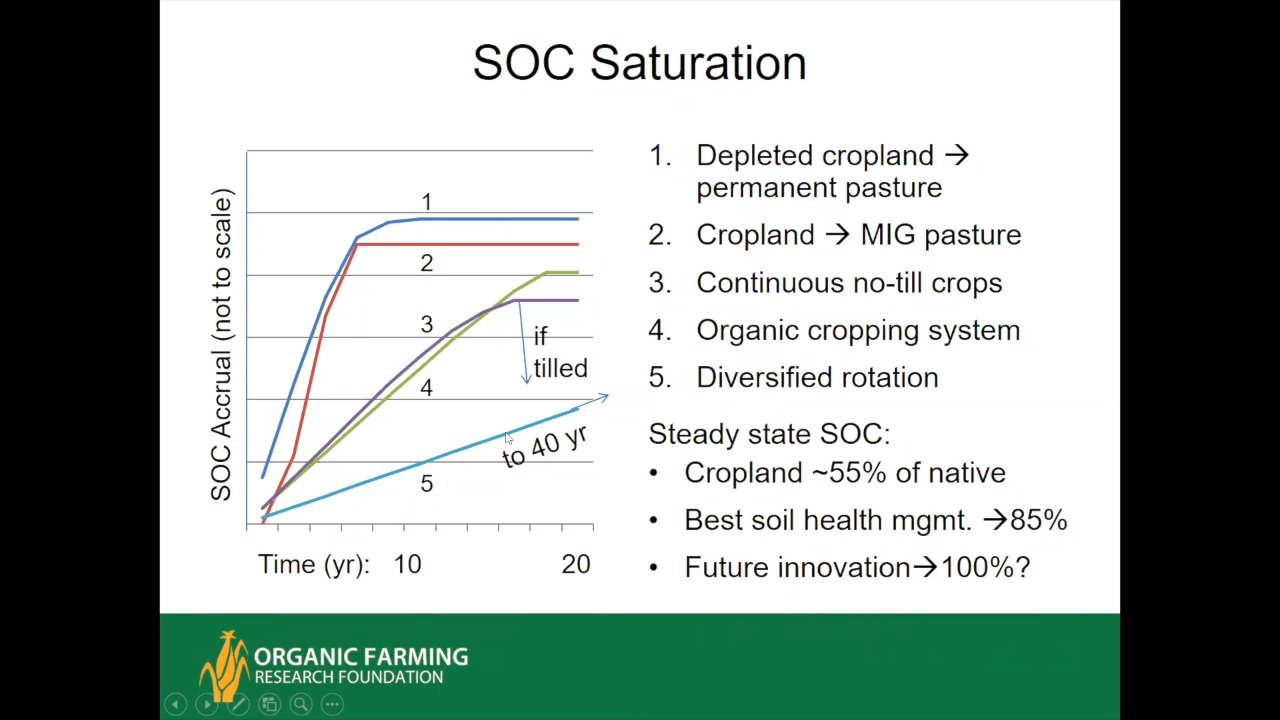 SOC Saturation
SOC Accrual (not to scale)
1
2
3
4
5
if
tilled
to 40 yr
Time (yr): 10 20
1. Depleted cropland →
permanent pasture
2. Cropland → MIG pasture
3. Continuous no-till crops
4. Organic cropping system
5. Diversified rotation
Steady state SOC:
• Cropland ~55% of native
• Best soil health mgmt. →85%
• Future innovation→100%?
ORGANIC FARMING
RESEARCH FOUNDATION